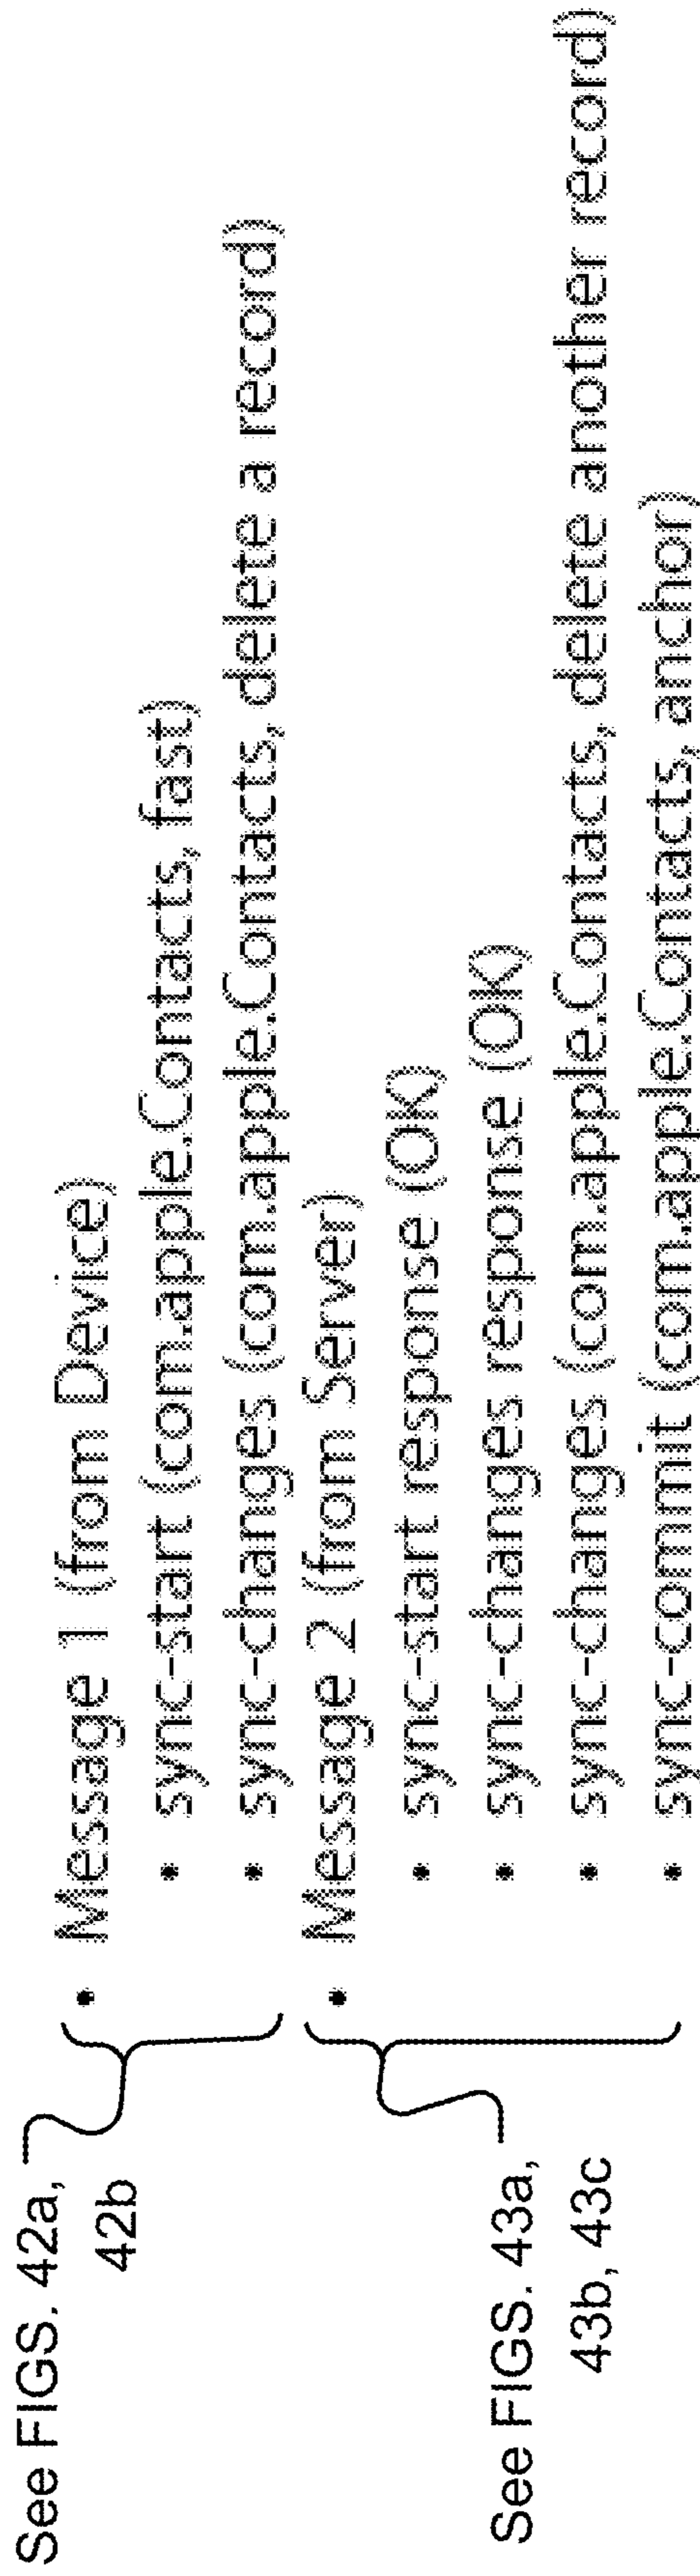 See FIGS. 42a,
42b
• Message 1 (from Device)
• sync-start (com.apple.Contacts, fast)
• sync-changes (com.apple.Contacts, delete a record)
See FIGS. 43a,
43b, 43c
• Message 2 (from Server)
• sync-start response (OK)
• sync-changes response (OK)
• sync-changes (com.apple.Contacts, delete another record)
• sync-commit (com.apple.Contacts, anchor)